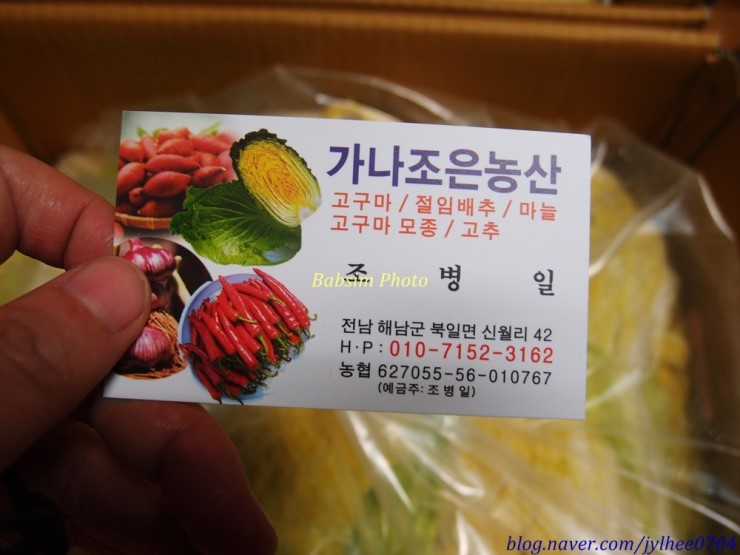 가나조은농산
고구마 / 절임배추 / 마늘
고구마 모종 / 고추
조 병 일
Babsim Photo
전남 해남군 북일면 신월리 42
H·P : 010-7152-3162
농협 627055-56-010767
(예금주: 조 병 일)
blog.naver.com/jylhee0704